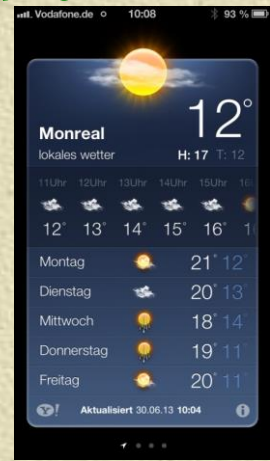 Vodafone.de 10:08 93 %
12°
Monreal
lokales wetter H: 17 T: 12
11Uhr 12Uhr 13Uhr 14Uhr 15Uhr 16
12° 13° 14° 15° 16° 1
Montag 21° 12°
Dienstag 20° 13°
Mittwoch 18° 14°
Donnerstag 19° 11°
Freitag 20° 11°
Y! Aktualisiert 30.06.13 10:04 i